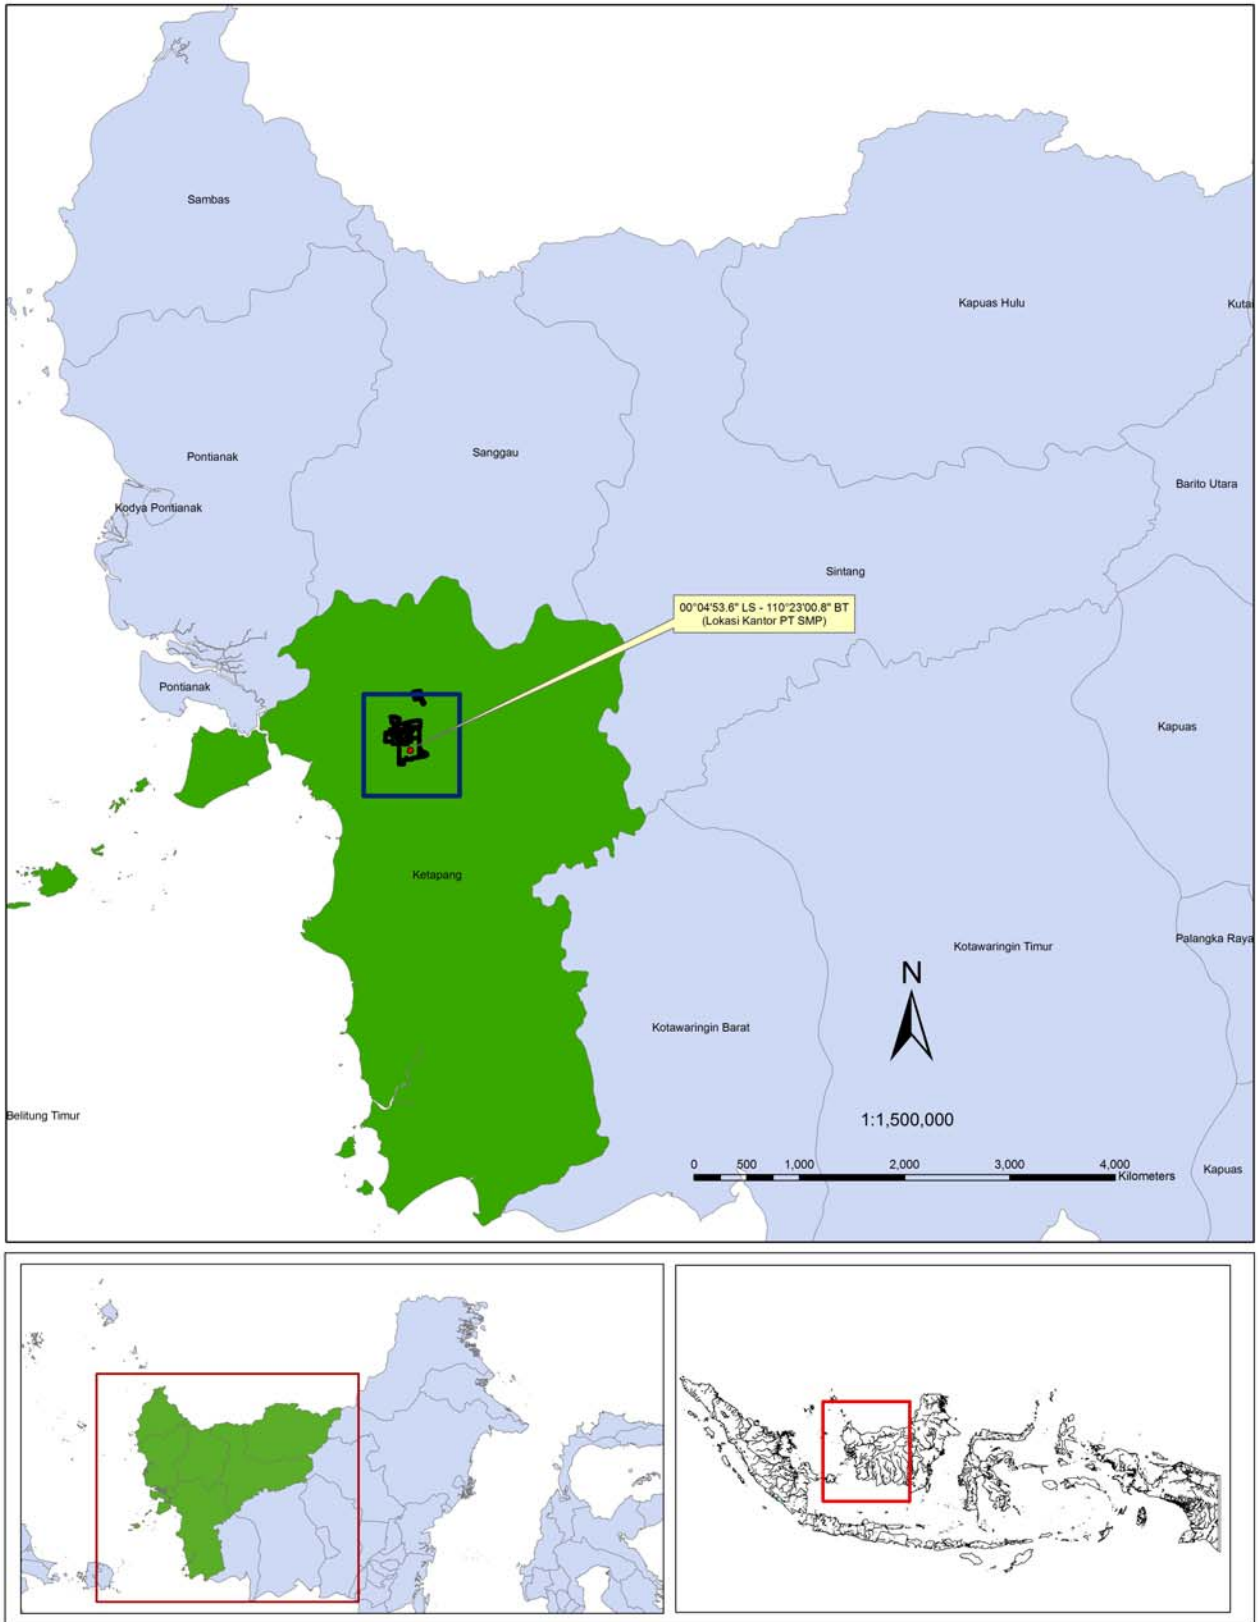 Sambas
Kapuas Hulu
Kutai
Sanggau
Pontianak
Barito Utara
Kodya Pontianak
Sintang
00°04'53.6" LS - 110°23'00.8" BT
(Lokasi Kantor PT SMP)
Pontianak
Kapuas
Ketapang
Palangka Raya
Kotawaringin Timur
N
Kotawaringin Barat
Belitung Timur
1:1,500,000
0 500 1,000 2,000 3,000 4,000
Kilometers
Kapuas